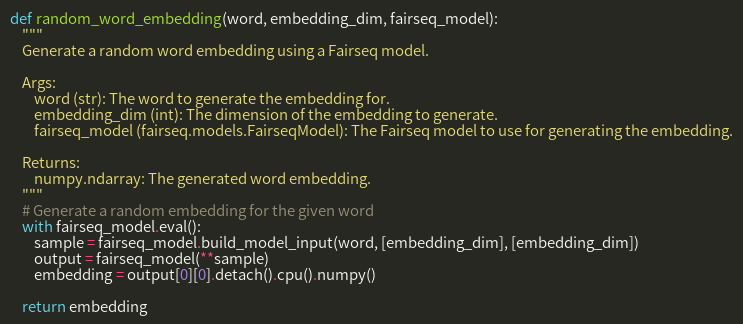 def random_word_embedding(word, embedding_dim, fairseq_model):
    """
    Generate a random word embedding using a Fairseq model.

    Args:
        word (str): The word to generate the embedding for.
        embedding_dim (int): The dimension of the embedding to generate.
        fairseq_model (fairseq.models.FairseqModel): The Fairseq model to use for generating the embedding.

    Returns:
        numpy.ndarray: The generated word embedding.
    """
    # Generate a random embedding for the given word
    with fairseq_model.eval():
        sample = fairseq_model.build_model_input(word, [embedding_dim], [embedding_dim])
        output = fairseq_model(**sample)
        embedding = output[0][0].detach().cpu().numpy()

    return embedding